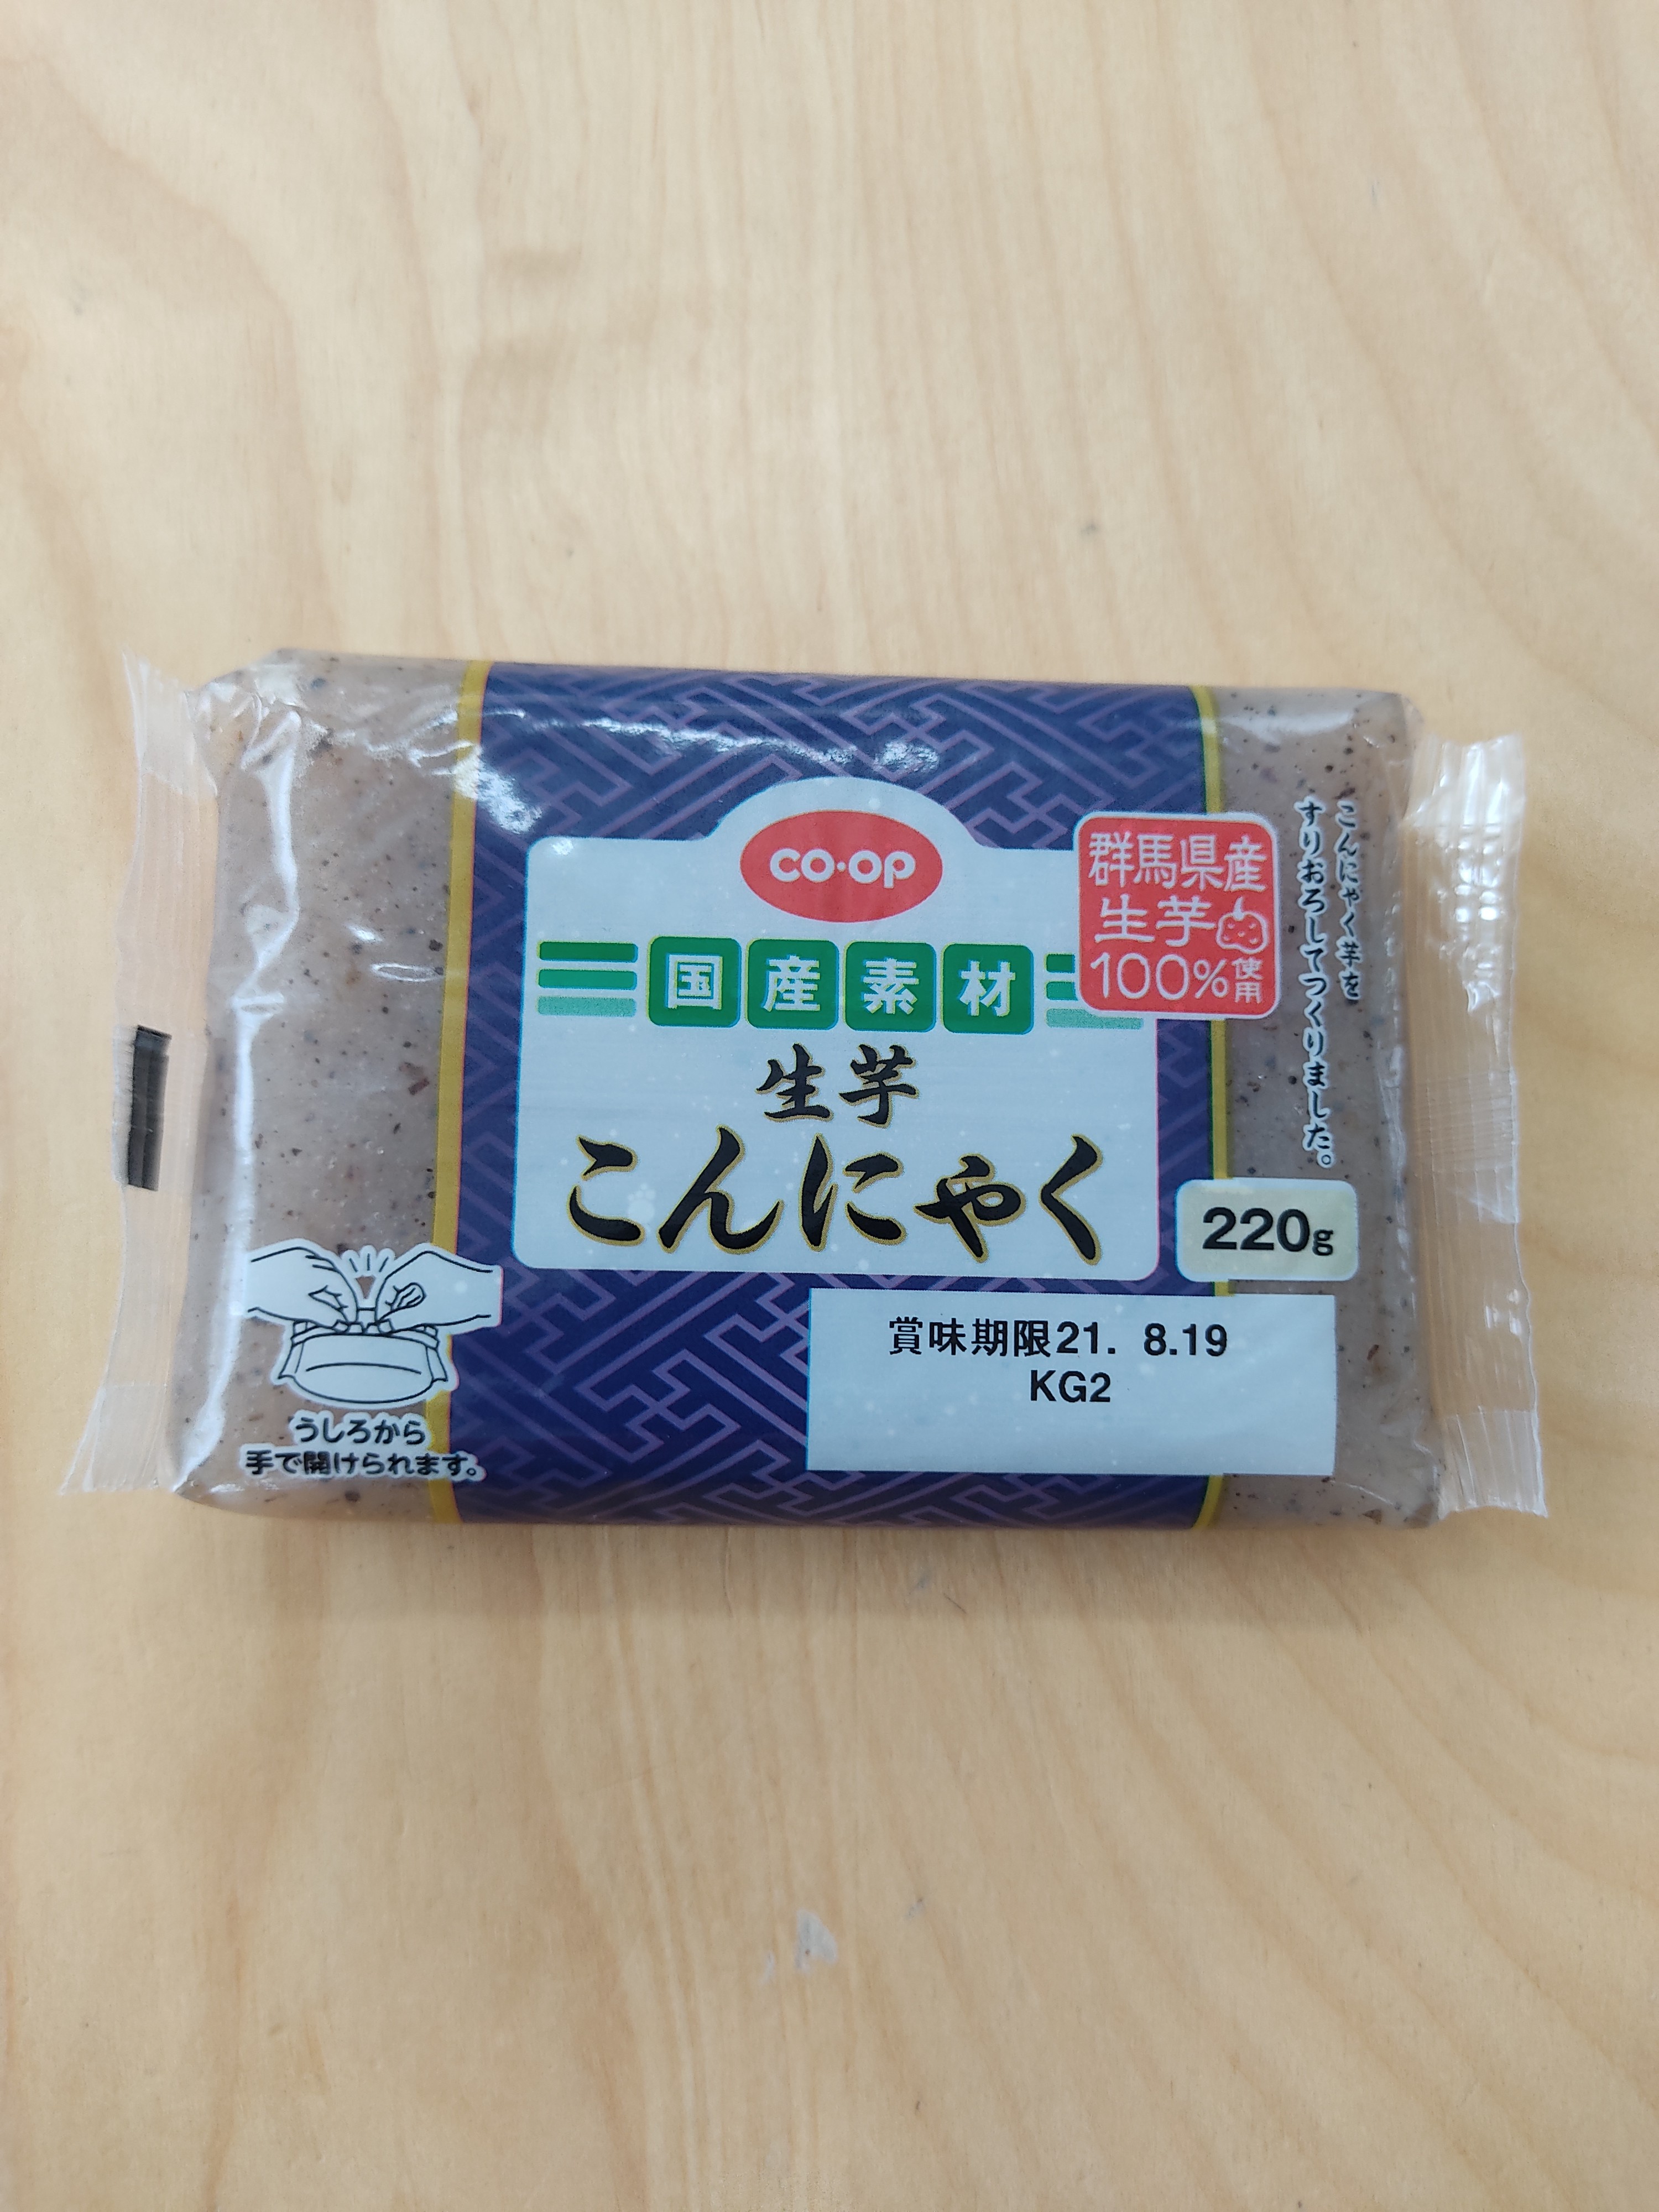 CO·OP
国産素材
生芋
こんにゃく
群馬県産
生芋
100%使用
こんにゃく芋を
すりおろしてつくりました。
220g
賞味期限21. 8.19
KG2
うしろから
手で開けられます。